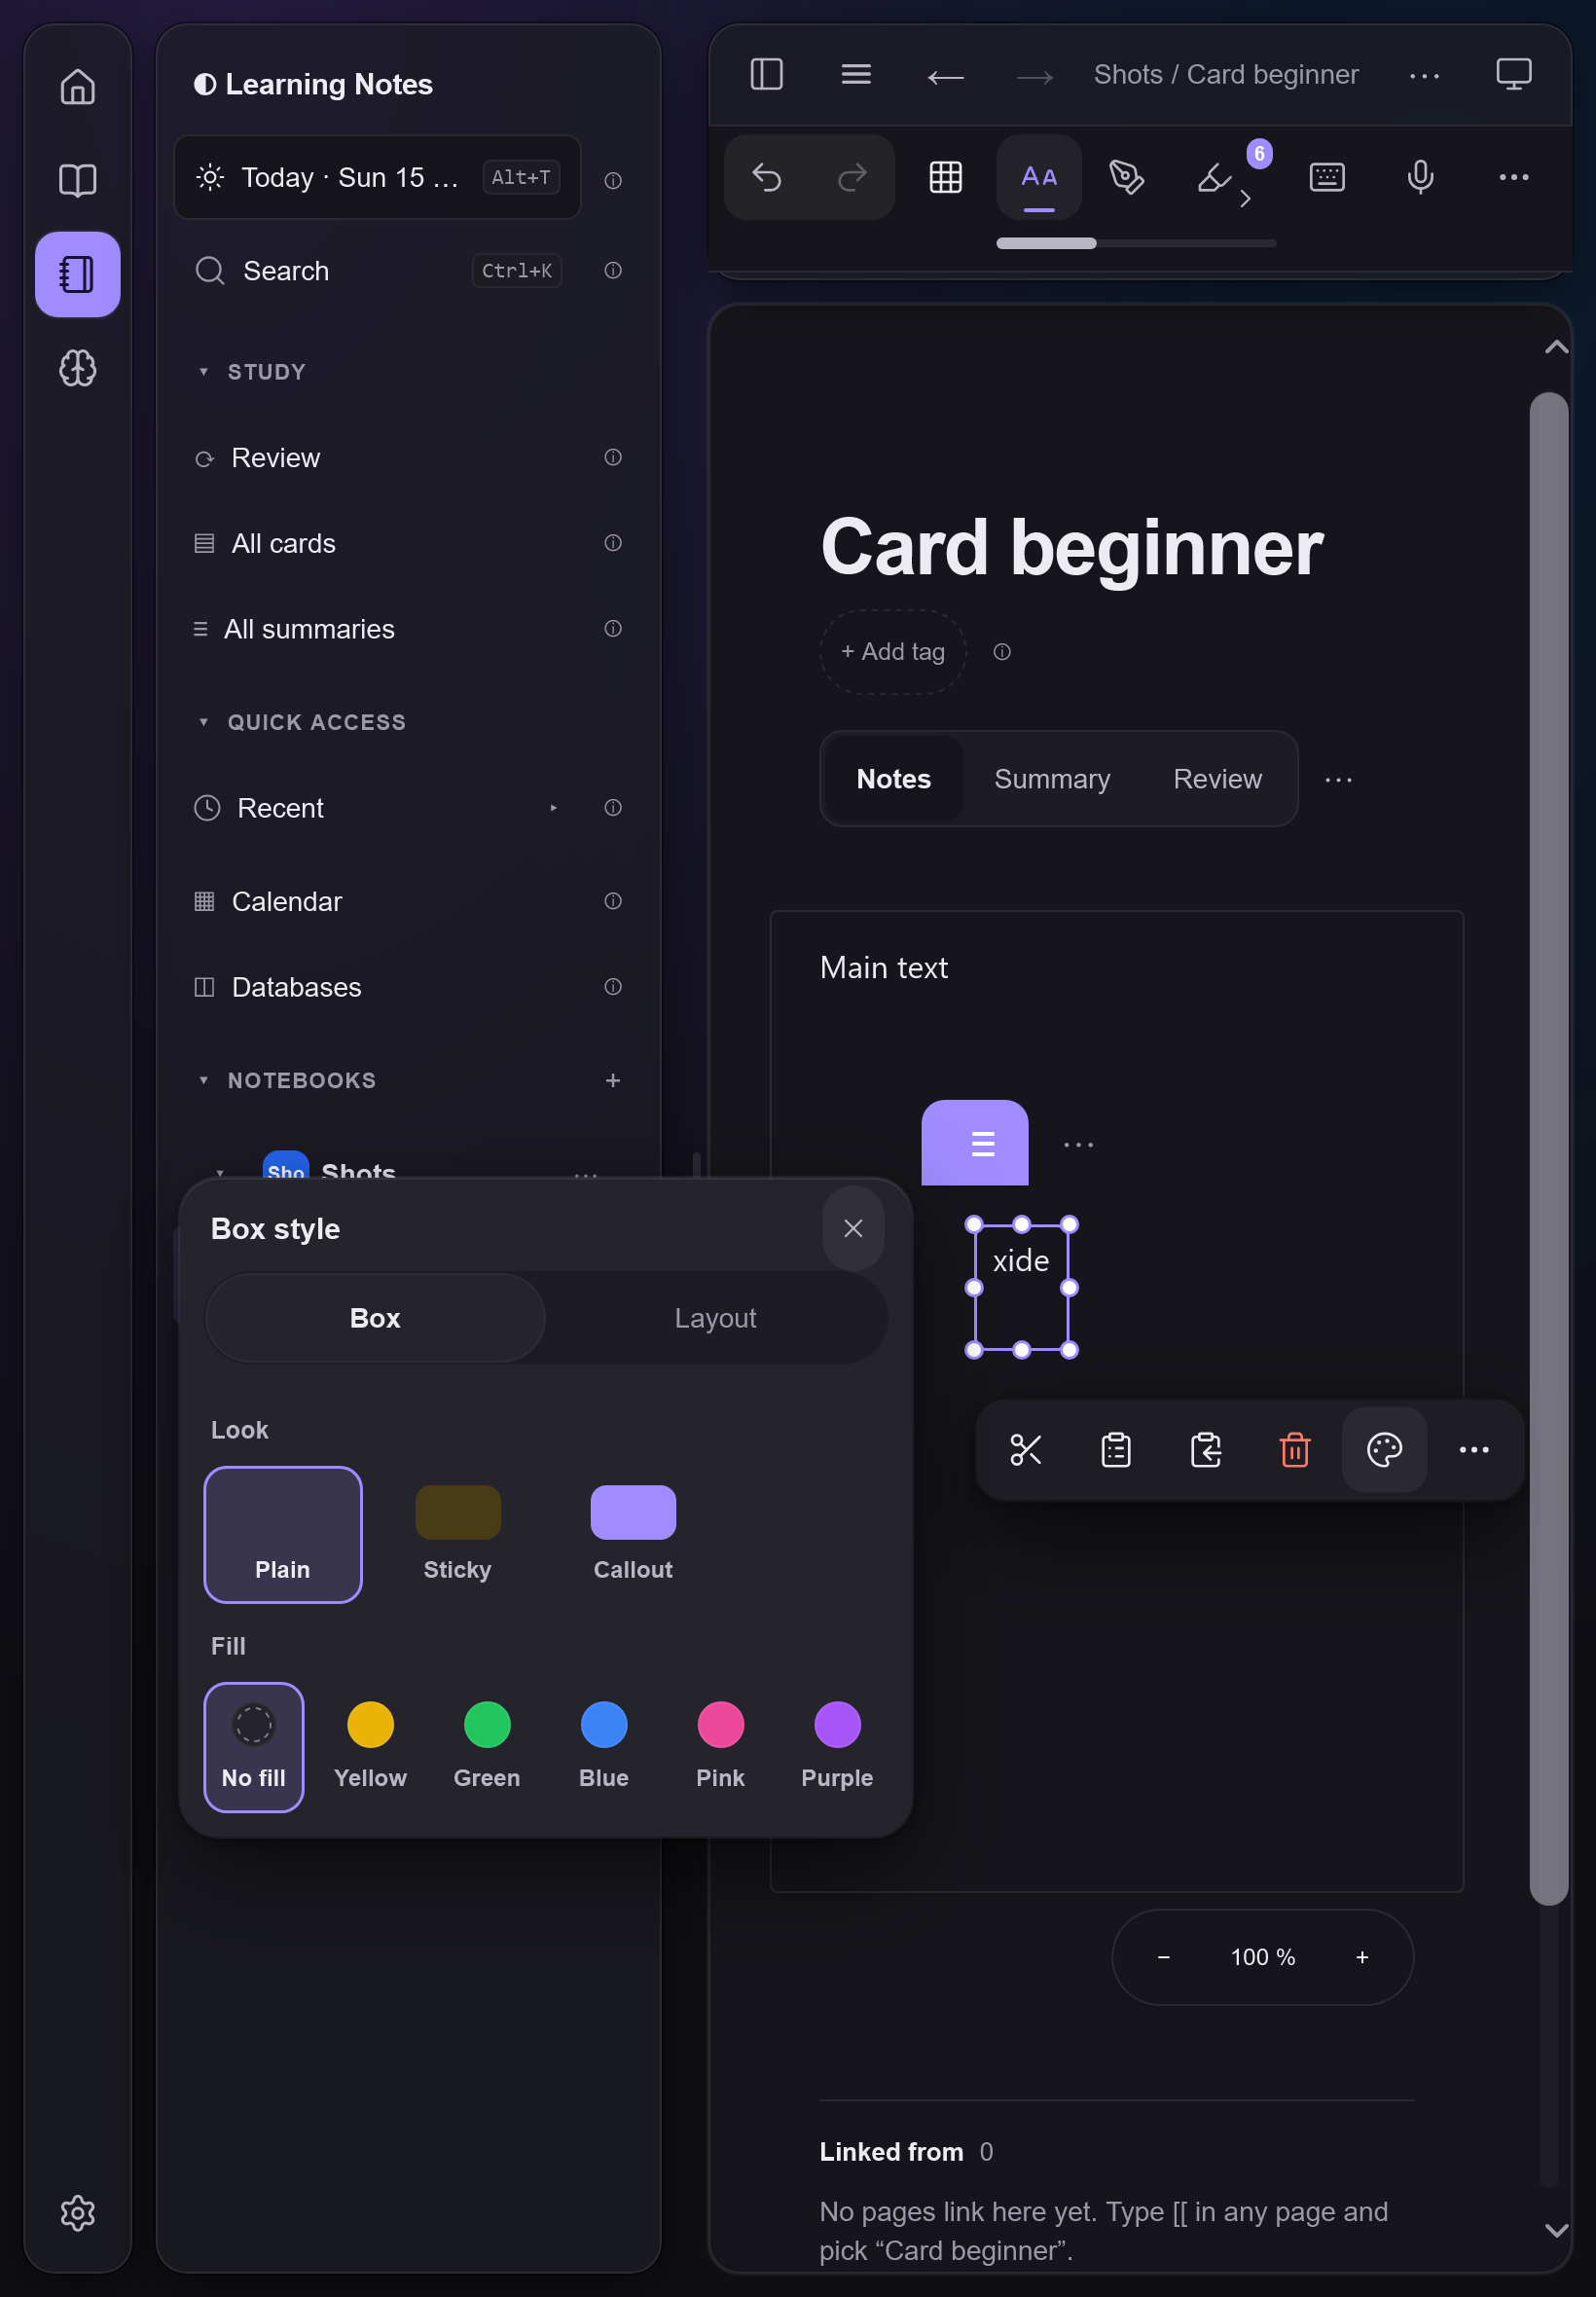 Learning Notes
Today · Sun 15 … Alt+T
Search Ctrl+K
STUDY
Review
All cards
All summaries
QUICK ACCESS
Recent
Calendar
Databases
NOTEBOOKS +
Sho Shots
Shots / Card beginner
AA
6
Card beginner
+ Add tag
Notes Summary Review
Main text
xide
Box style
Box Layout
Look
Plain Sticky Callout
Fill
No fill Yellow Green Blue Pink Purple
− 100 % +
Linked from 0
No pages link here yet. Type [[ in any page and
pick “Card beginner”.